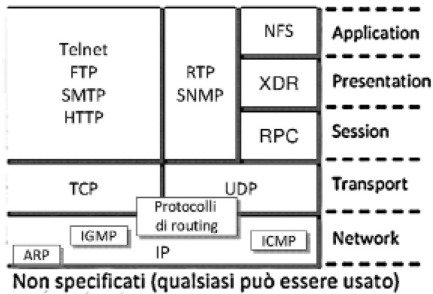 Telnet
FTP
SMTP
HTTP
RTP
SNMP
NFS
XDR
RPC
Application
Presentation
Session
TCP
UDP
Transport
Protocolli
di routing
IGMP
ICMP
Network
ARP
IP
Non specificati (qualsiasi può essere usato)